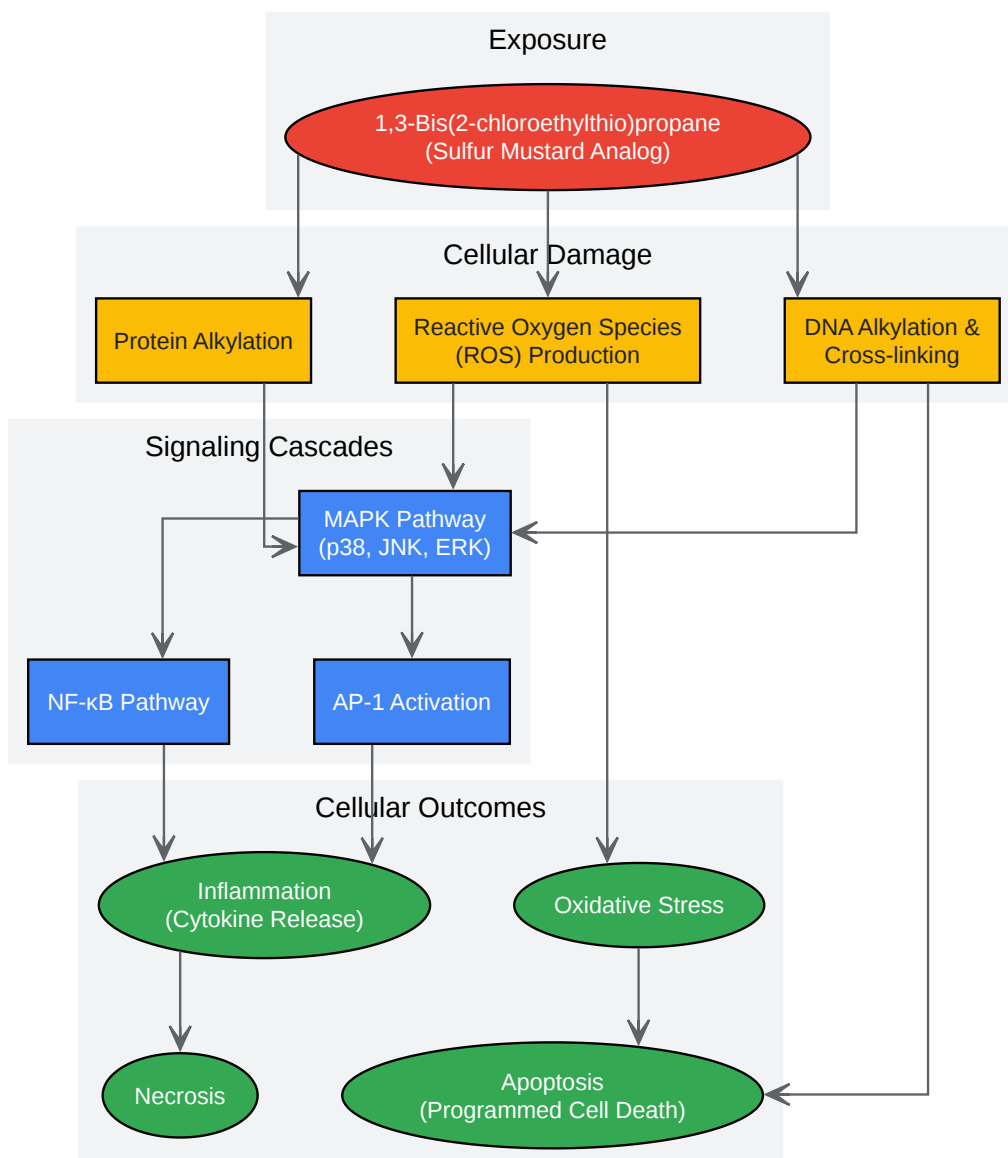 Exposure
1,3-Bis(2-chloroethylthio)propane
(Sulfur Mustard Analog)
Cellular Damage
Protein Alkylation
Reactive Oxygen Species
(ROS) Production
DNA Alkylation &
Cross-linking
Signaling Cascades
MAPK Pathway
(p38, JNK, ERK)
NF-κB Pathway
AP-1 Activation
Cellular Outcomes
Inflammation
(Cytokine Release)
Oxidative Stress
Necrosis
Apoptosis
(Programmed Cell Death)